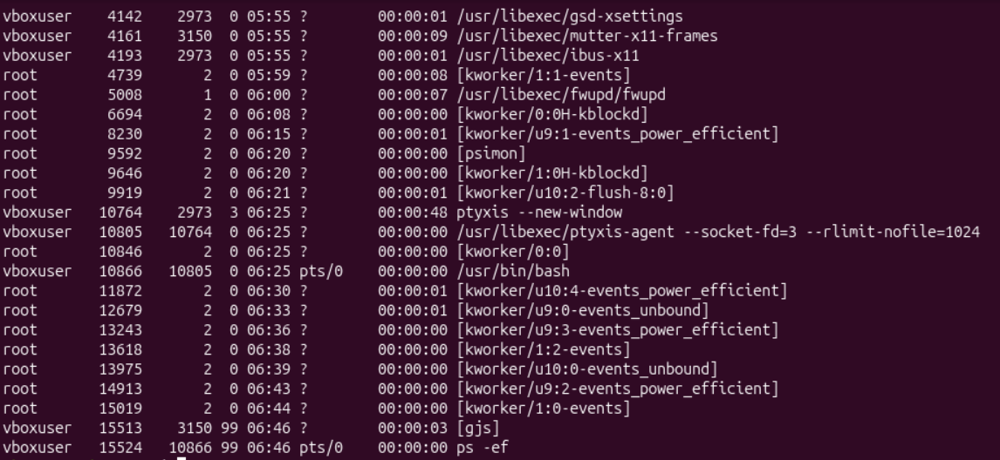 vboxuser    4142    2973  0 05:55 ?        00:00:01 /usr/libexec/gsd-xsettings
vboxuser    4161    3150  0 05:55 ?        00:00:09 /usr/libexec/mutter-x11-frames
vboxuser    4193    2973  0 05:55 ?        00:00:01 /usr/libexec/ibus-x11
root        4739       2  0 05:59 ?        00:00:08 [kworker/1:1-events]
root        5008       1  0 06:00 ?        00:00:07 /usr/libexec/fwupd/fwupd
root        6694       2  0 06:08 ?        00:00:00 [kworker/0:0H-kblockd]
root        8230       2  0 06:15 ?        00:00:01 [kworker/u9:1-events_power_efficient]
root        9592       2  0 06:20 ?        00:00:00 [psimon]
root        9646       2  0 06:20 ?        00:00:00 [kworker/1:0H-kblockd]
root        9919       2  0 06:21 ?        00:00:01 [kworker/u10:2-flush-8:0]
vboxuser   10764    2973  3 06:25 ?        00:00:48 ptyxis --new-window
vboxuser   10805   10764  0 06:25 ?        00:00:00 /usr/libexec/ptyxis-agent --socket-fd=3 --rlimit-nofile=1024
root       10846       2  0 06:25 ?        00:00:00 [kworker/0:0]
vboxuser   10866   10805  0 06:25 pts/0    00:00:00 /usr/bin/bash
root       11872       2  0 06:30 ?        00:00:01 [kworker/u10:4-events_power_efficient]
root       12679       2  0 06:33 ?        00:00:01 [kworker/u9:0-events_unbound]
root       13243       2  0 06:36 ?        00:00:00 [kworker/u9:3-events_power_efficient]
root       13618       2  0 06:38 ?        00:00:00 [kworker/1:2-events]
root       13975       2  0 06:39 ?        00:00:00 [kworker/u10:0-events_unbound]
root       14913       2  0 06:43 ?        00:00:00 [kworker/u9:2-events_power_efficient]
root       15019       2  0 06:44 ?        00:00:00 [kworker/1:0-events]
vboxuser   15513    3150 99 06:46 ?        00:00:03 [gjs]
vboxuser   15524   10866 99 06:46 pts/0    00:00:00 ps -ef